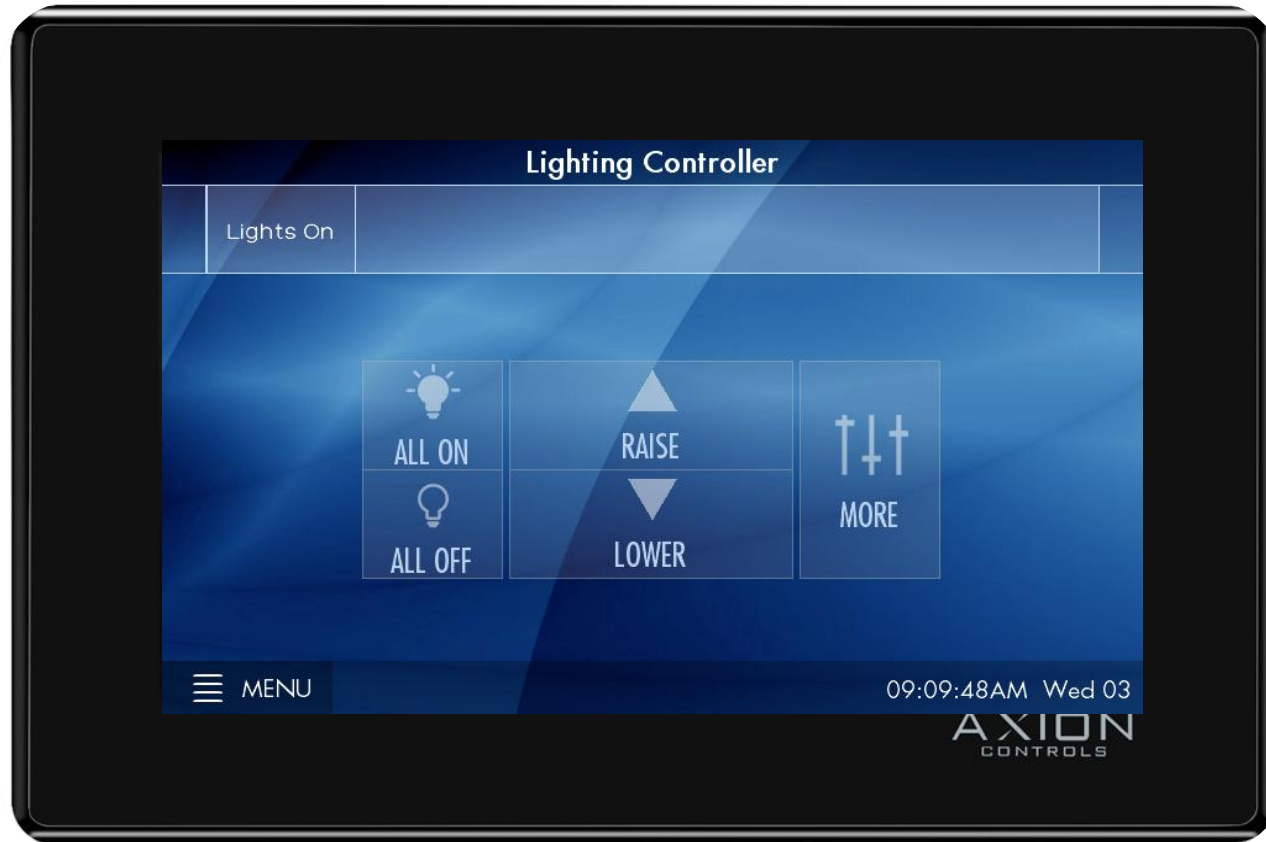 Lighting Controller
Lights On
ALL ON
RAISE
ALL OFF
LOWER
MORE
MENU
09:09:48AM Wed 03
AXION
CONTROLS